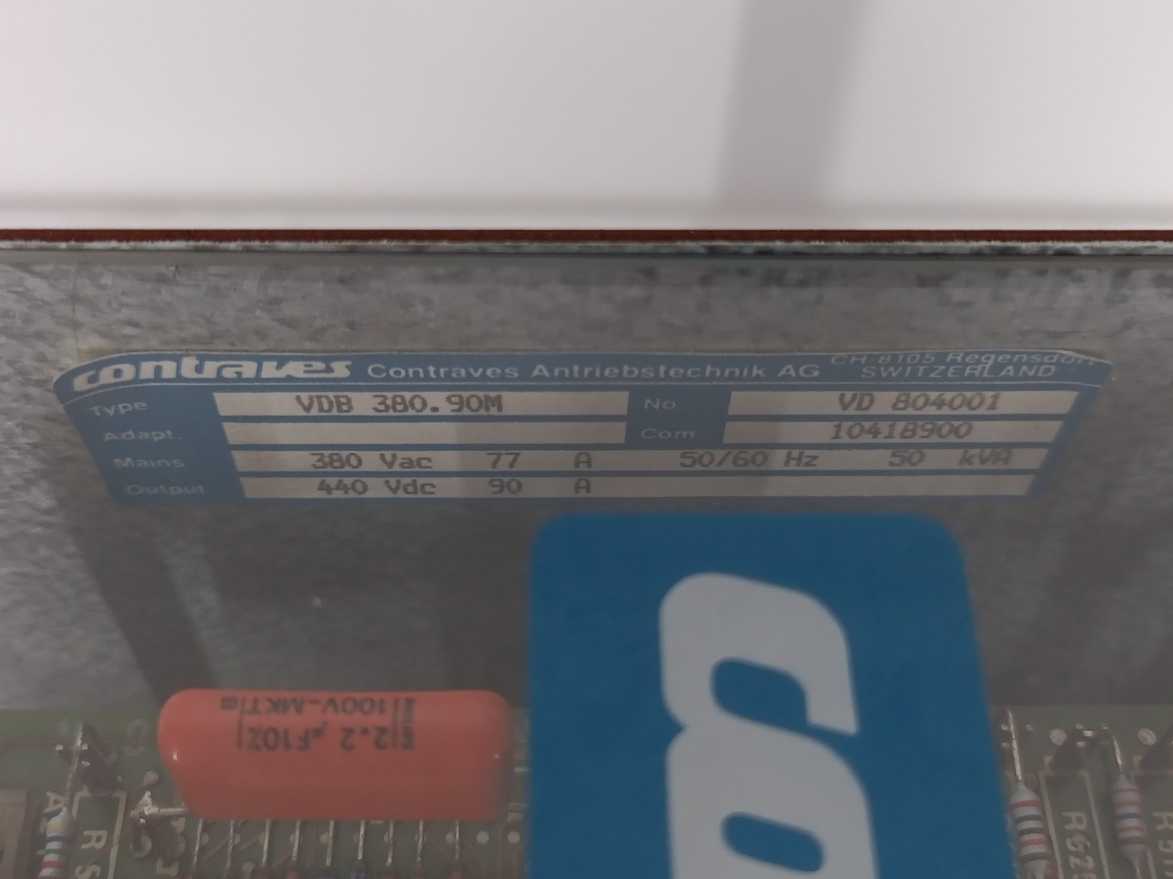 contraves Contraves Antriebstechnik AG CH-8105 Regensdorf
SWITZERLAND
Type VDB 380.90M No VD 804001
Adapt. Com 10418900
Mains 380 Vac 77 A 50/60 Hz 50 kVA
Output 440 Vdc 90 A
co
2.2 µF10%
100V-MKT